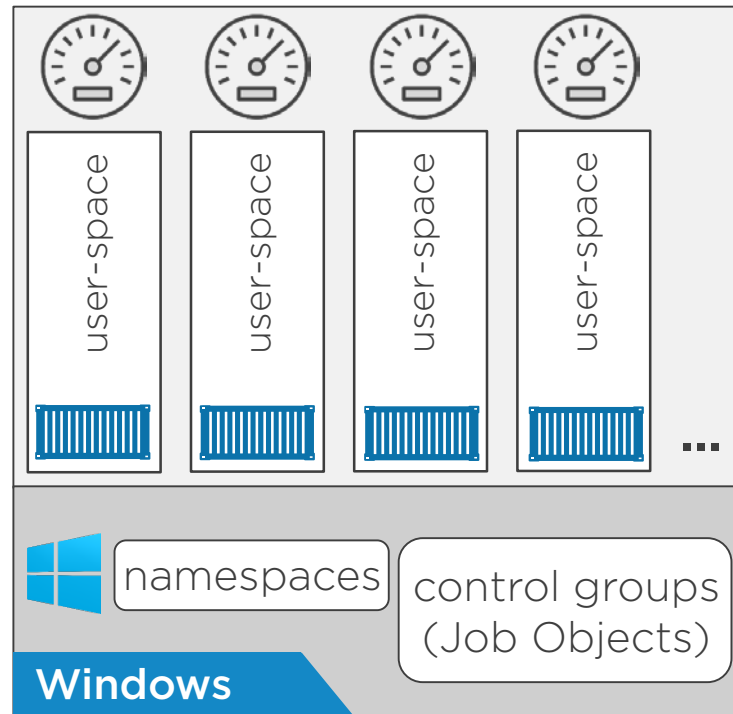 user-space
user-space
user-space
user-space
...
namespaces
control groups
(Job Objects)
Windows